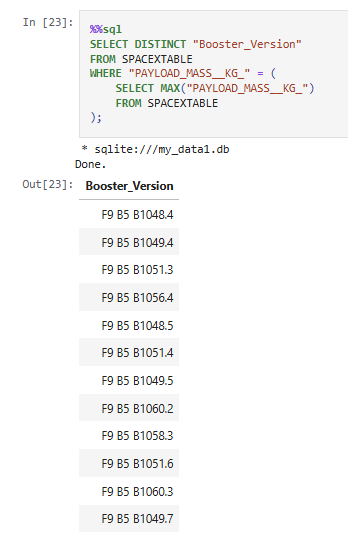 In [23]:
%%sql
SELECT DISTINCT "Booster_Version"
FROM SPACEXTABLE
WHERE "PAYLOAD_MASS__KG_" = (
    SELECT MAX("PAYLOAD_MASS__KG_")
    FROM SPACEXTABLE
);
* sqlite:///my_data1.db
Done.
Out[23]: Booster_Version
F9 B5 B1048.4
F9 B5 B1049.4
F9 B5 B1051.3
F9 B5 B1056.4
F9 B5 B1048.5
F9 B5 B1051.4
F9 B5 B1049.5
F9 B5 B1060.2
F9 B5 B1058.3
F9 B5 B1051.6
F9 B5 B1060.3
F9 B5 B1049.7